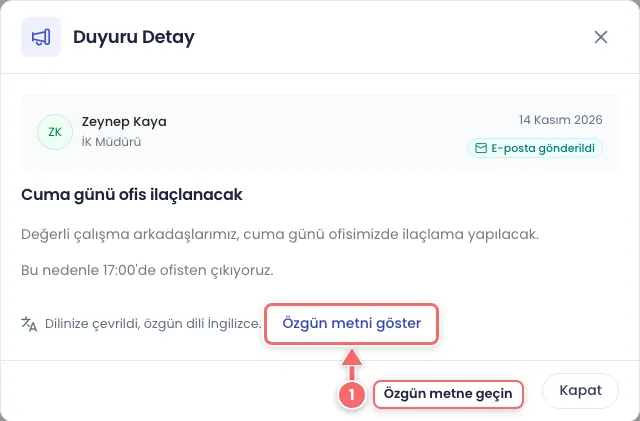 Duyuru Detay
ZK
Zeynep Kaya
İK Müdürü
14 Kasım 2026
E-posta gönderildi
Cuma günü ofis ilaçlanacak
Değerli çalışma arkadaşlarımız, cuma günü ofisimizde ilaçlama yapılacak.
Bu nedenle 17:00'de ofisten çıkıyoruz.
Dilinize çevrildi, özgün dili İngilizce. Özgün metni göster
1 Özgün metne geçin
Kapat